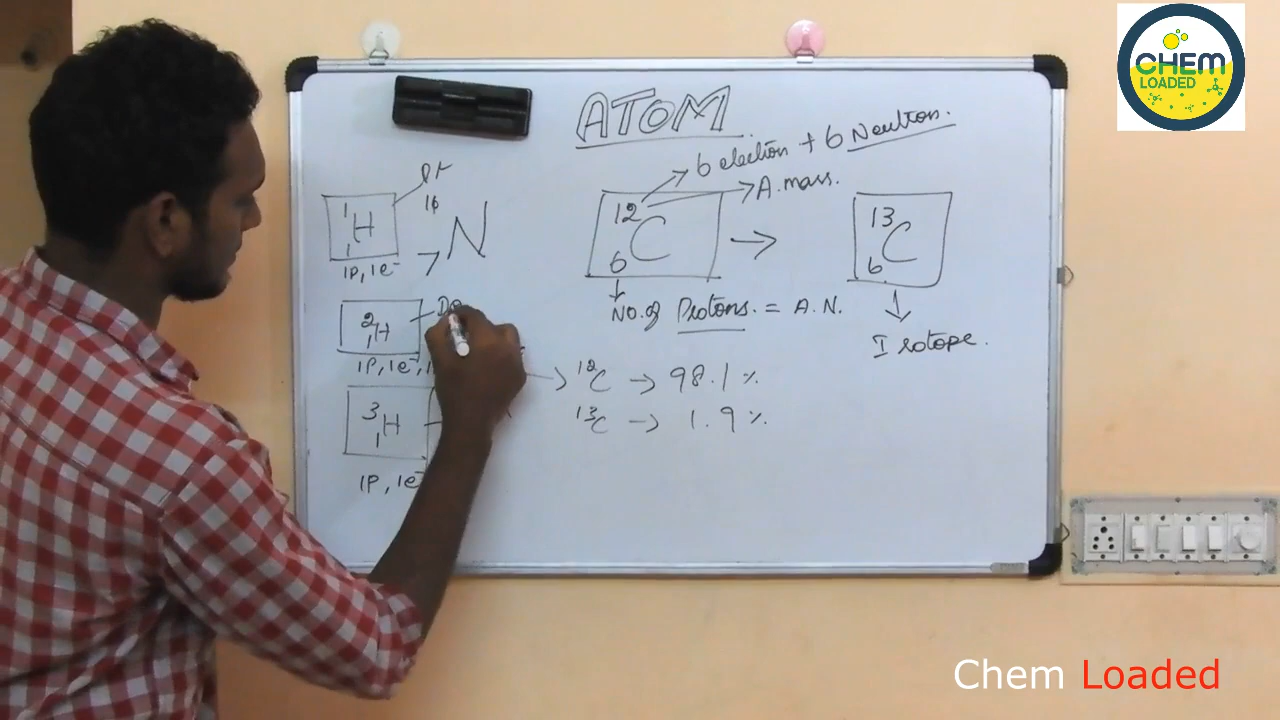 CHEM
LOADED
ATOM
6 election + 6 Neutron.
A. mass.
1
H
1
1P, 1e⁻
N
12
C
6
13
C
6
No. of Protons. = A.N.
Isotope.
2
H
1
1P, 1e⁻,
3
H
1
1P, 1e⁻
¹²C → 98.1 %
¹³C → 1.9 %
Chem Loaded